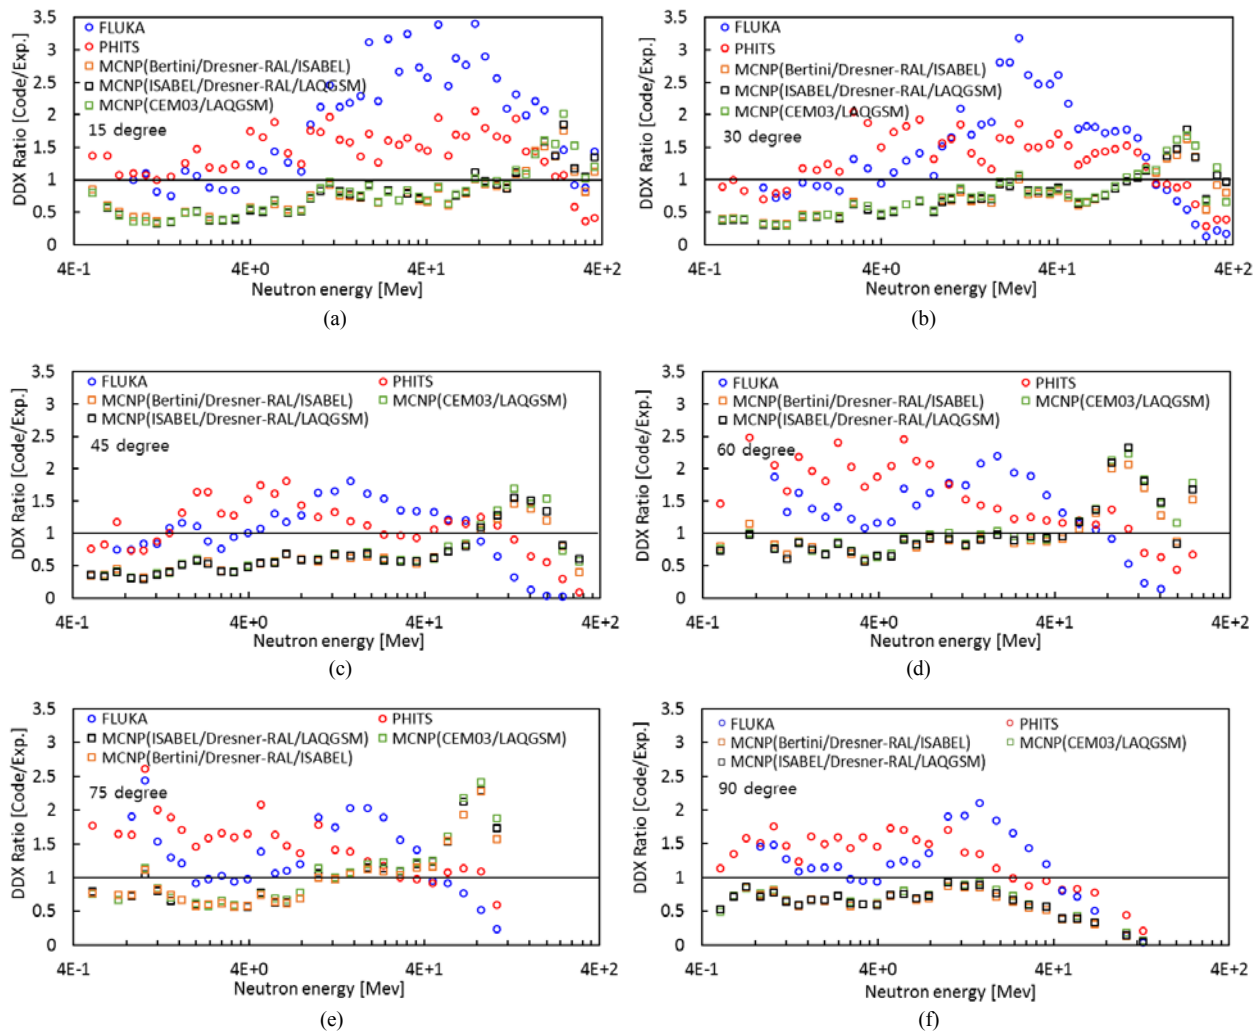 DDX Ratio [Code/Exp.]
3.5
3
2.5
2
1.5
1
0.5
0
FLUKA
PHITS
MCNP(Bertini/Dresner-RAL/ISABEL)
MCNP(ISABEL/Dresner-RAL/LAQGSM)
MCNP(CEM03/LAQGSM)
15 degree
4E-1 4E+0 4E+1 4E+2
Neutron energy [Mev]
(a)
DDX Ratio [Code/Exp.]
3.5
3
2.5
2
1.5
1
0.5
0
FLUKA
PHITS
MCNP(Bertini/Dresner-RAL/ISABEL)
MCNP(ISABEL/Dresner-RAL/LAQGSM)
MCNP(CEM03/LAQGSM)
30 degree
4E-1 4E+0 4E+1 4E+2
Neutron energy [Mev]
(b)
DDX Ratio [Code/Exp.]
3.5
3
2.5
2
1.5
1
0.5
0
FLUKA PHITS
MCNP(Bertini/Dresner-RAL/ISABEL) MCNP(CEM03/LAQGSM)
MCNP(ISABEL/Dresner-RAL/LAQGSM)
45 degree
4E-1 4E+0 4E+1 4E+2
Neutron energy [Mev]
(c)
DDX Ratio [Code/Exp.]
3.5
3
2.5
2
1.5
1
0.5
0
FLUKA PHITS
MCNP(Bertini/Dresner-RAL/ISABEL) MCNP(CEM03/LAQGSM)
MCNP(ISABEL/Dresner-RAL/LAQGSM)
60 degree
4E-1 4E+0 4E+1 4E+2
Neutron energy [Mev]
(d)
DDX Ratio [Code/Exp.]
3.5
3
2.5
2
1.5
1
0.5
0
FLUKA PHITS
MCNP(ISABEL/Dresner-RAL/LAQGSM) MCNP(CEM03/LAQGSM)
MCNP(Bertini/Dresner-RAL/ISABEL)
75 degree
4E-1 4E+0 4E+1 4E+2
Neutron energy [Mev]
(e)
DDX Ratio [Code/Exp.]
3.5
3
2.5
2
1.5
1
0.5
0
FLUKA PHITS
MCNP(Bertini/Dresner-RAL/ISABEL) MCNP(CEM03/LAQGSM)
MCNP(ISABEL/Dresner-RAL/LAQGSM)
90 degree
4E-1 4E+0 4E+1 4E+2
Neutron energy [Mev]
(f)